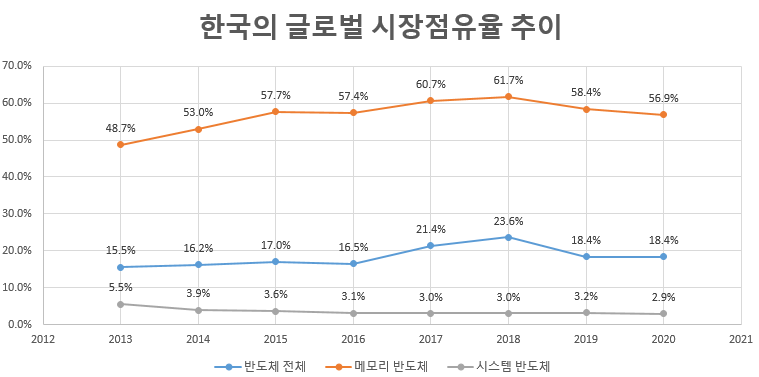 한국의 글로벌 시장점유율 추이
70.0%
60.0%
50.0%
40.0%
30.0%
20.0%
10.0%
0.0%
48.7% 53.0% 57.7% 57.4% 60.7% 61.7% 58.4% 56.9%
15.5% 16.2% 17.0% 16.5% 21.4% 23.6% 18.4% 18.4%
5.5% 3.9% 3.6% 3.1% 3.0% 3.0% 3.2% 2.9%
2012 2013 2014 2015 2016 2017 2018 2019 2020 2021
반도체 전체 메모리 반도체 시스템 반도체